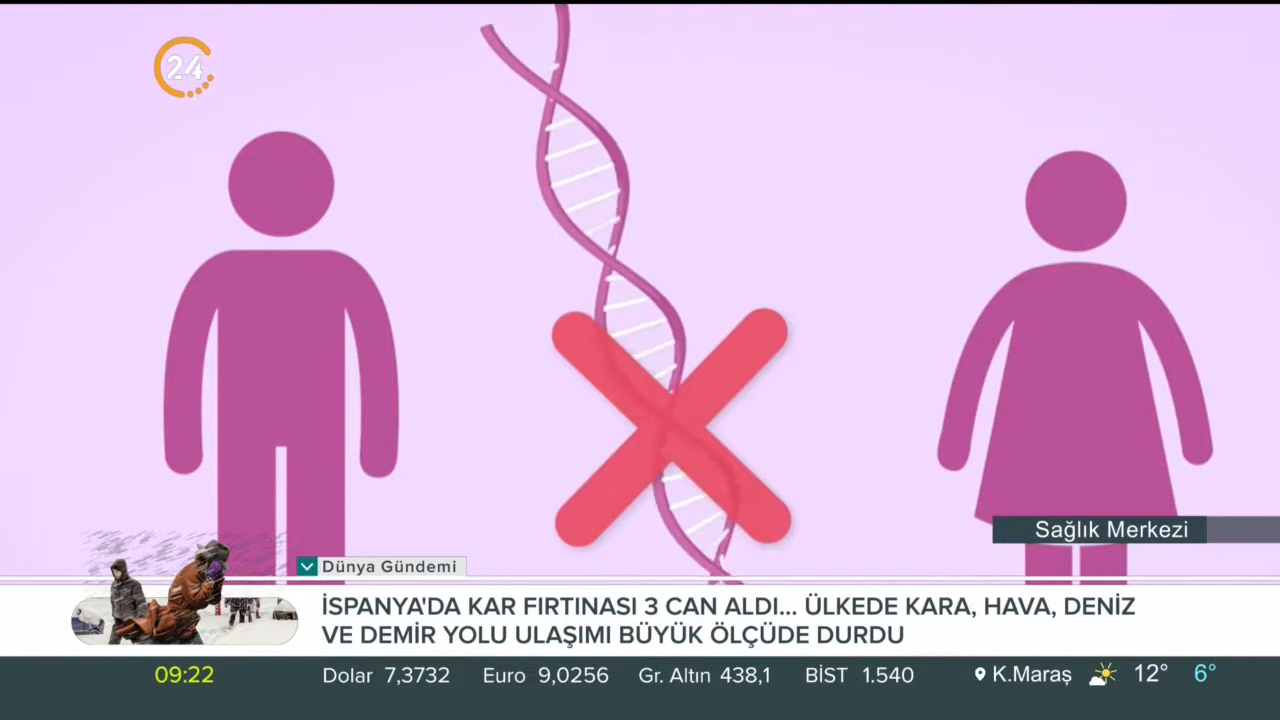 24
Sağlık Merkezi
Dünya Gündemi
İSPANYA'DA KAR FIRTINASI 3 CAN ALDI... ÜLKEDE KARA, HAVA, DENİZ
VE DEMİR YOLU ULAŞIMI BÜYÜK ÖLÇÜDE DURDU
09:22 Dolar 7,3732 Euro 9,0256 Gr. Altın 438,1 BİST 1.540 K.Maraş 12° 6°